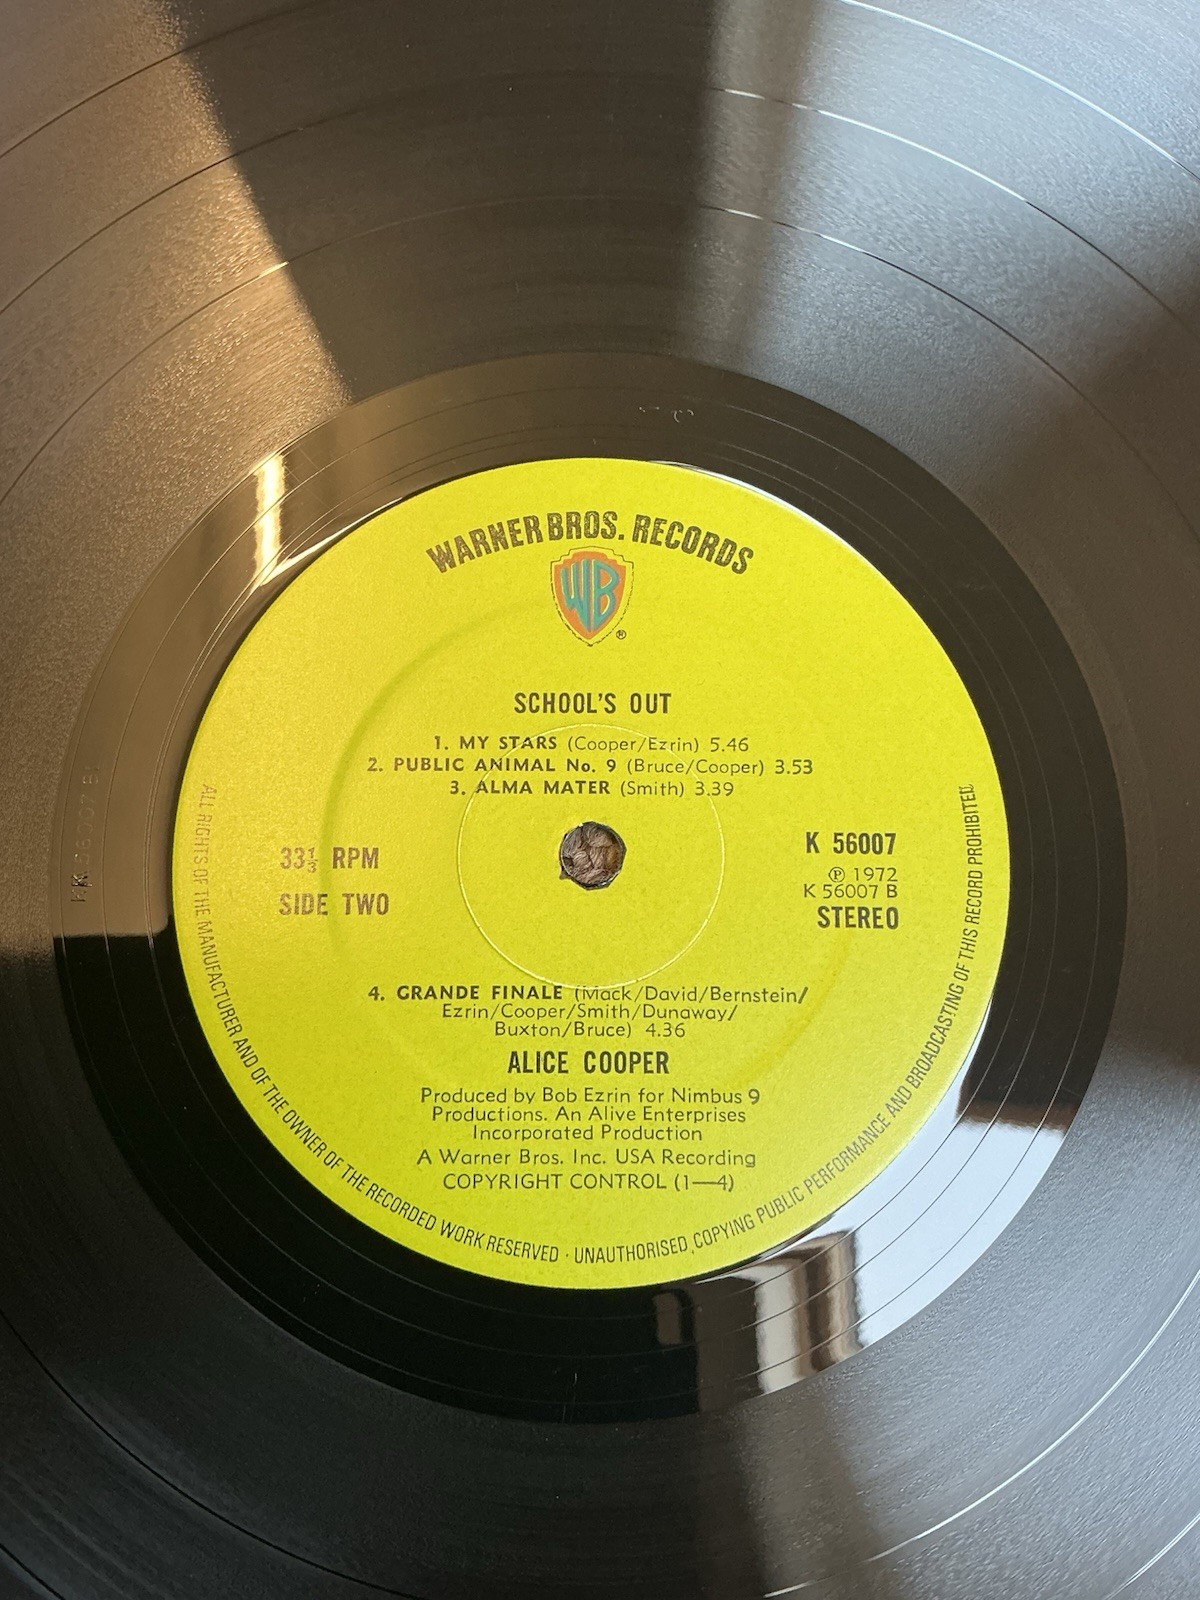 WARNER BROS. RECORDS
WB
®
SCHOOL'S OUT
1. MY STARS (Cooper/Ezrin) 5.46
2. PUBLIC ANIMAL No. 9 (Bruce/Cooper) 3.53
3. ALMA MATER (Smith) 3.39
33⅓ RPM
SIDE TWO
K 56007
℗ 1972
K 56007 B
STEREO
4. GRANDE FINALE (Mack/David/Bernstein/
Ezrin/Cooper/Smith/Dunaway/
Buxton/Bruce) 4.36
ALICE COOPER
Produced by Bob Ezrin for Nimbus 9
Productions. An Alive Enterprises
Incorporated Production
A Warner Bros. Inc. USA Recording
COPYRIGHT CONTROL (1—4)
ALL RIGHTS OF THE MANUFACTURER AND OF THE OWNER OF THE RECORDED WORK RESERVED · UNAUTHORISED, COPYING PUBLIC PERFORMANCE AND BROADCASTING OF THIS RECORD PROHIBITED